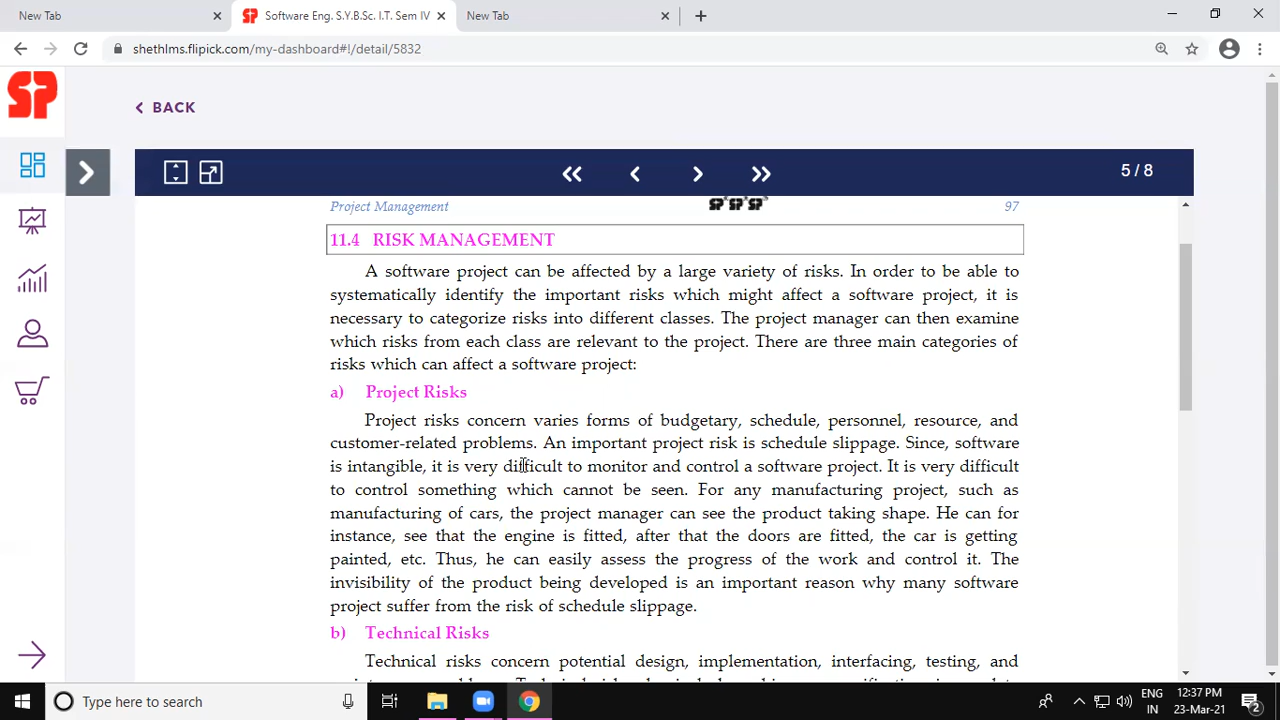 New Tab
Software Eng. S.Y.B.Sc. I.T. Sem IV
New Tab
shethlms.flipick.com/my-dashboard#!/detail/5832
SP
BACK
5 / 8
Project Management
SP SP SP
97
11.4 RISK MANAGEMENT
A software project can be affected by a large variety of risks. In order to be able to
systematically identify the important risks which might affect a software project, it is
necessary to categorize risks into different classes. The project manager can then examine
which risks from each class are relevant to the project. There are three main categories of
risks which can affect a software project:
a) Project Risks
Project risks concern varies forms of budgetary, schedule, personnel, resource, and
customer-related problems. An important project risk is schedule slippage. Since, software
is intangible, it is very difficult to monitor and control a software project. It is very difficult
to control something which cannot be seen. For any manufacturing project, such as
manufacturing of cars, the project manager can see the product taking shape. He can for
instance, see that the engine is fitted, after that the doors are fitted, the car is getting
painted, etc. Thus, he can easily assess the progress of the work and control it. The
invisibility of the product being developed is an important reason why many software
project suffer from the risk of schedule slippage.
b) Technical Risks
Technical risks concern potential design, implementation, interfacing, testing, and
Type here to search
ENG
IN
12:37 PM
23-Mar-21
2